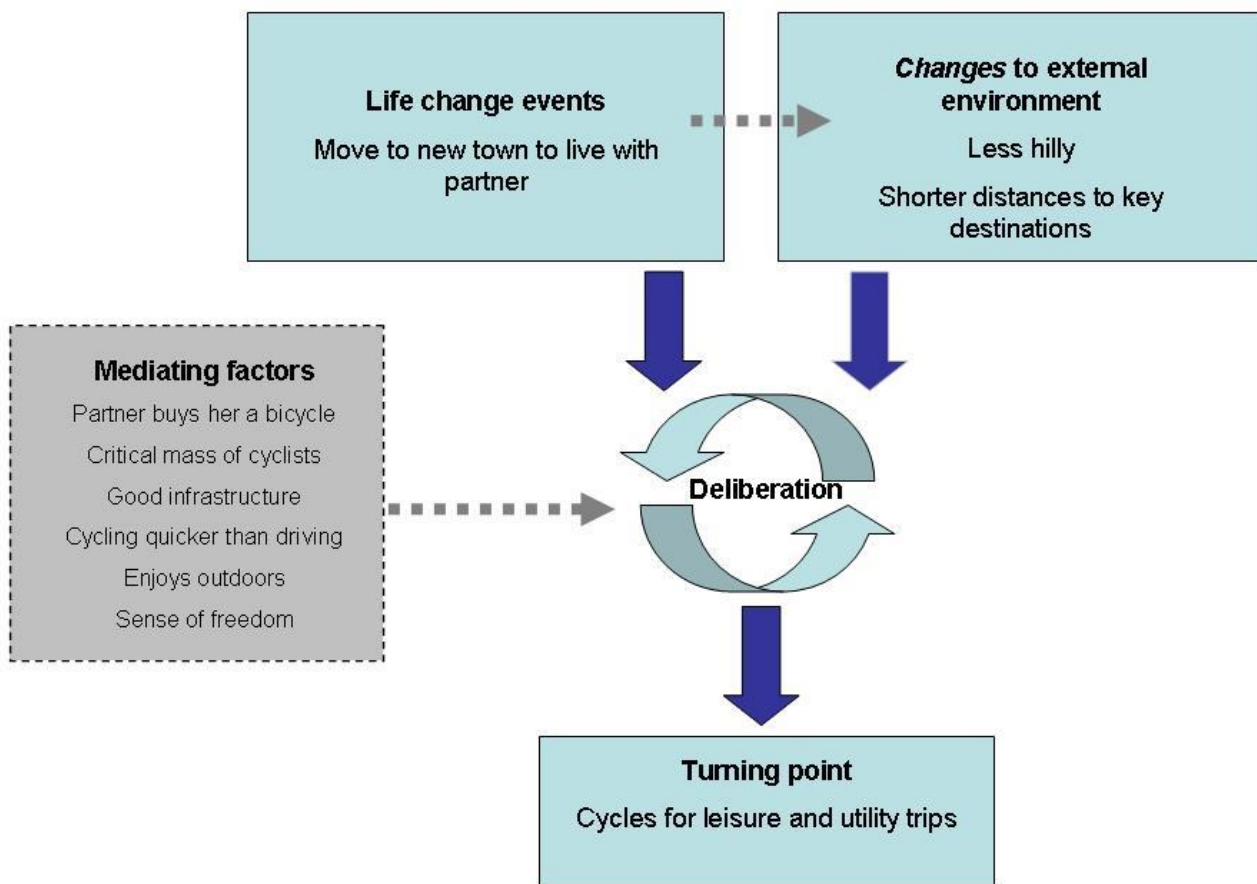 Life change events
Move to new town to live with
partner
Changes to external
environment
Less hilly
Shorter distances to key
destinations
Mediating factors
Partner buys her a bicycle
Critical mass of cyclists
Good infrastructure
Cycling quicker than driving
Enjoys outdoors
Sense of freedom
Deliberation
Turning point
Cycles for leisure and utility trips